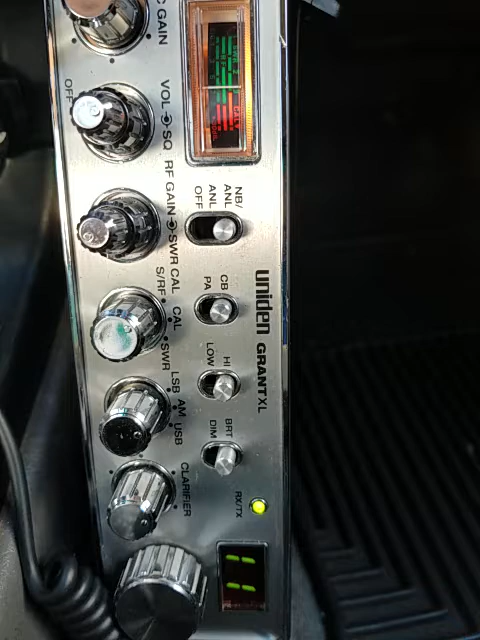 C GAIN
OFF
VOL SQ
RF GAIN SWR CAL
S/RF CAL SWR
LSB AM USB
CLARIFIER
NB/
ANL
ANL
OFF
CB
PA
HI
LOW
BRT
DIM
uniden GRANT XL
RX/TX
11